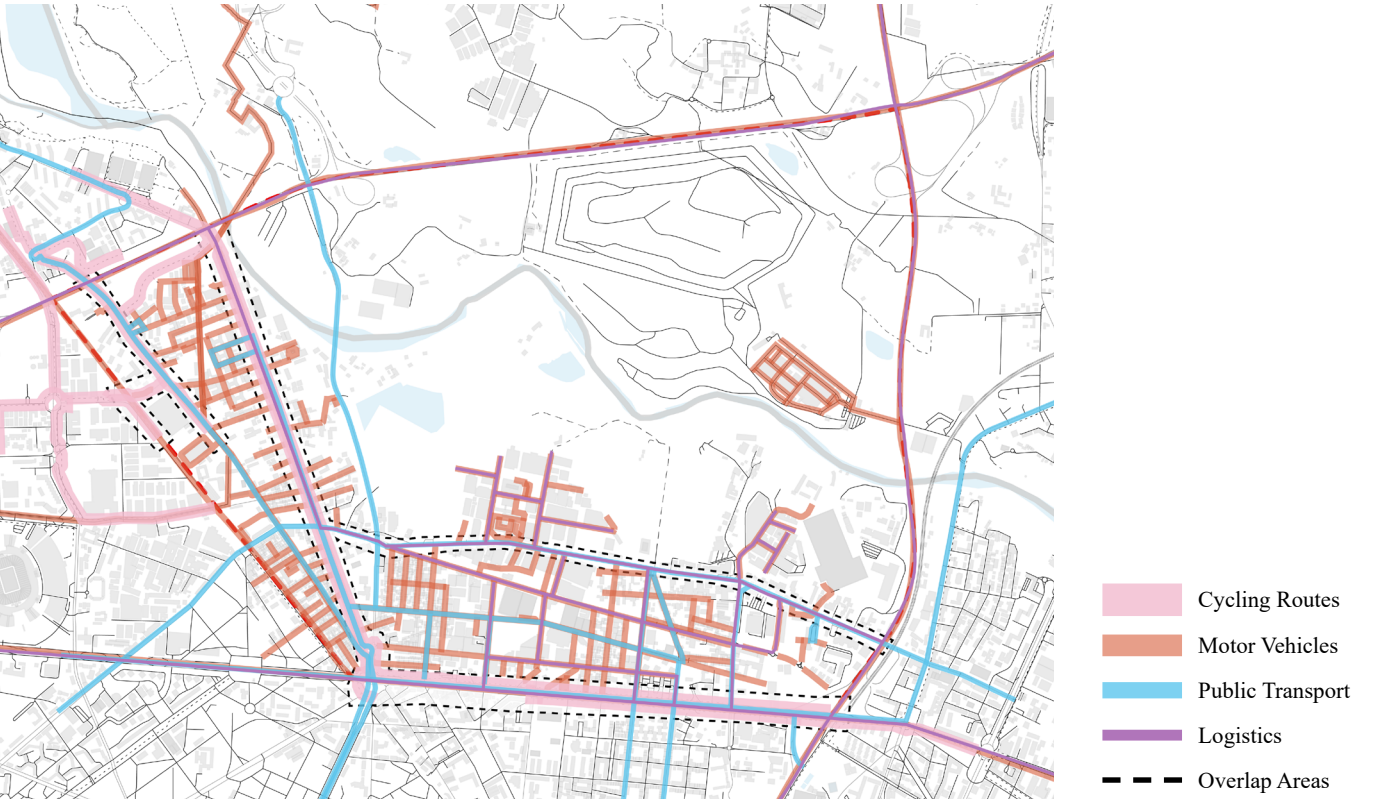 Cycling Routes
Motor Vehicles
Public Transport
Logistics
Overlap Areas